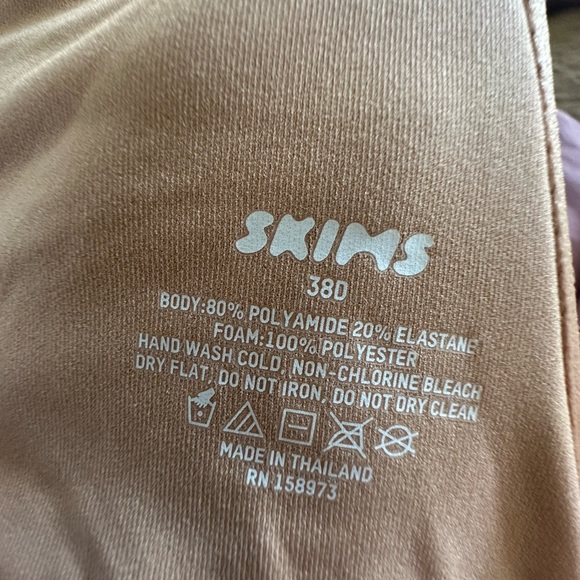 SKIMS
38D
BODY:80% POLYAMIDE 20% ELASTANE
FOAM:100% POLYESTER
HAND WASH COLD, NON-CHLORINE BLEACH
DRY FLAT, DO NOT IRON, DO NOT DRY CLEAN
MADE IN THAILAND
RN 158973